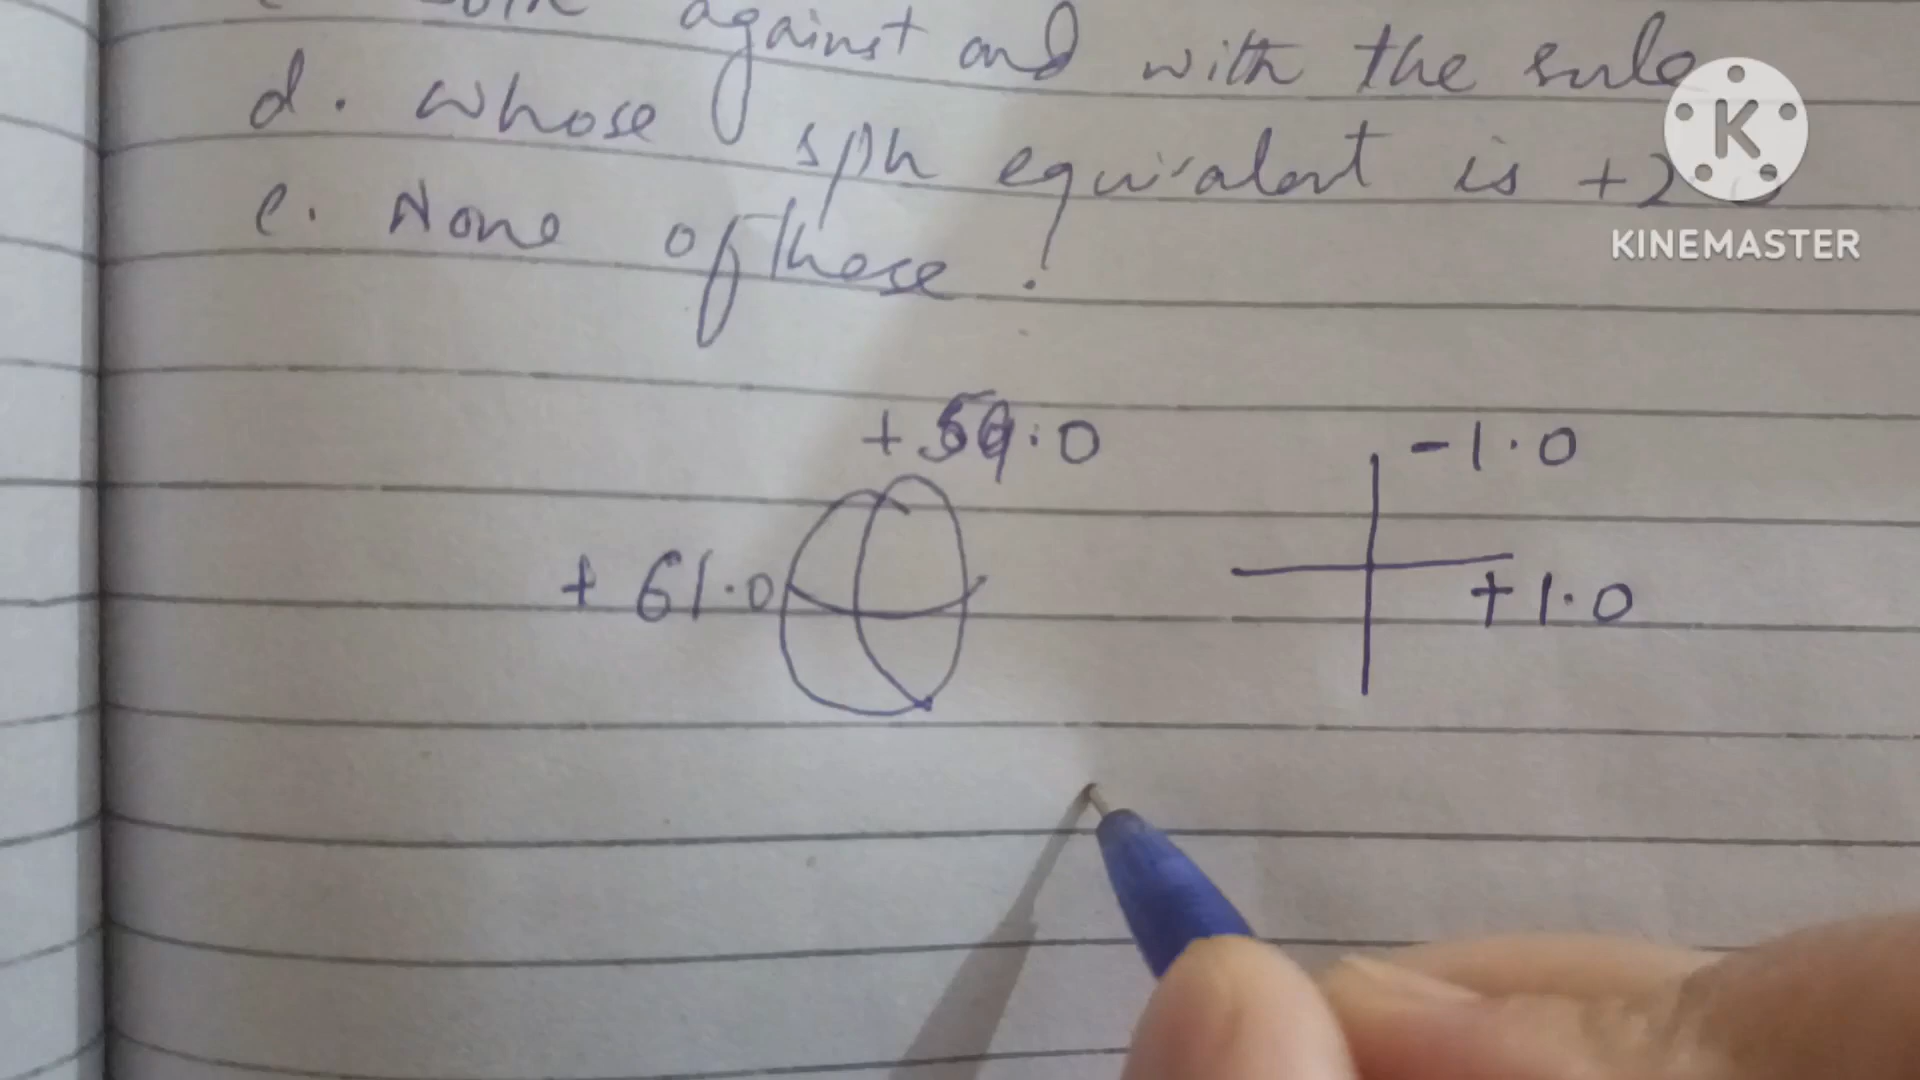 against and with the rule
d. whose sph equivalent is +2
e. None of these.
+59.0
-1.0
+ 61.0
+1.0
K
KINEMASTER